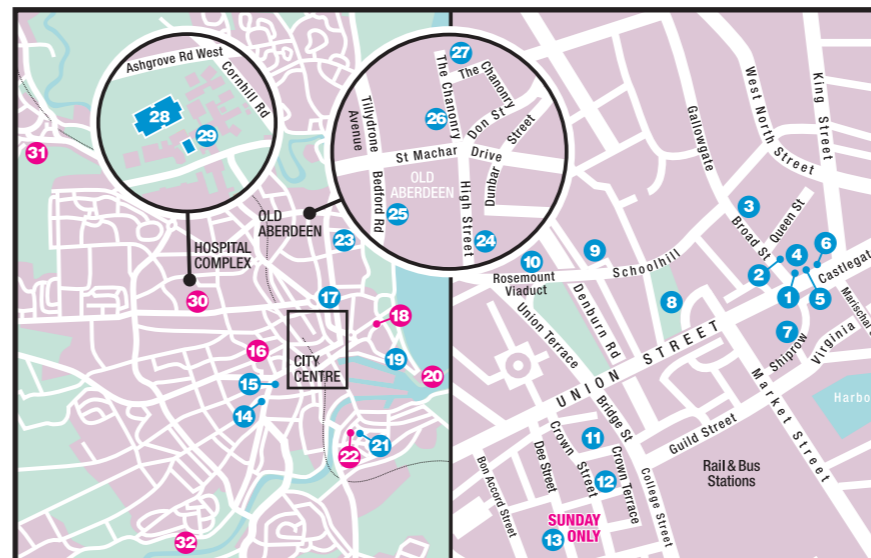 Ashgrove Rd West
Cornhill Rd
28
29
31
HOSPITAL
COMPLEX
30
OLD
ABERDEEN
Tillydrone
Avenue
The Chanonry
27
The Chanonry
26
Don St
St Machar Drive
OLD
ABERDEEN
Dunbar
Street
Bedford Rd
25
High Street
24
23
17
18
16
CITY
CENTRE
19
20
15
14
21
22
32
King Street
West North Street
Gallowgate
3
Queen St
Broad St
2
4
6
1
5
Castlegat
Marischal
9
Schoolhill
10
Rosemount
Viaduct
8
Denburn Rd
Union Terrace
7
Shiprow
Virginia
UNION STREET
Market Street
Harbo
Bridge St
Guild Street
11
Crown Street
Dee Street
Crown Terrace
12
College Street
Bon Accord Street
Rail & Bus
Stations
SUNDAY
ONLY
13